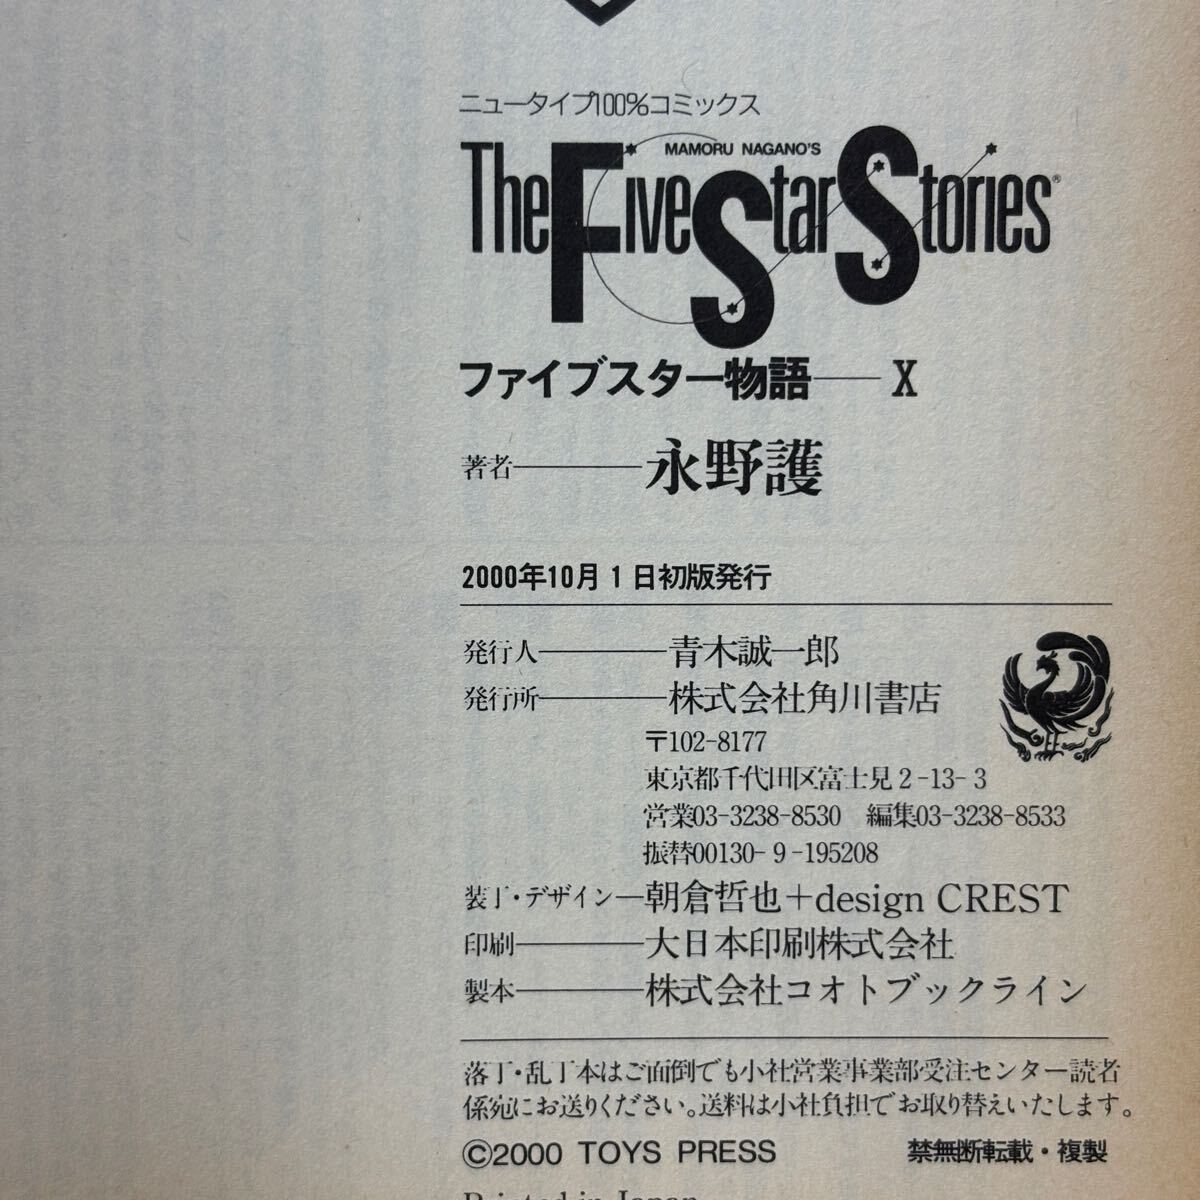 ニュータイプ100%コミックス
MAMORU NAGANO'S
The Five Star Stories®
ファイブスター物語――X
著者――永野護
2000年10月1日初版発行
発行人――青木誠一郎
発行所――株式会社角川書店
〒102-8177
東京都千代田区富士見2-13-3
営業03-3238-8530　編集03-3238-8533
振替00130-9-195208
装丁・デザイン―朝倉哲也＋design CREST
印刷――大日本印刷株式会社
製本――株式会社コオトブックライン
落丁・乱丁本はご面倒でも小社営業事業部受注センター読者
係宛にお送りください。送料は小社負担でお取り替えいたします。
©2000 TOYS PRESS　禁無断転載・複製
Printed in Japan